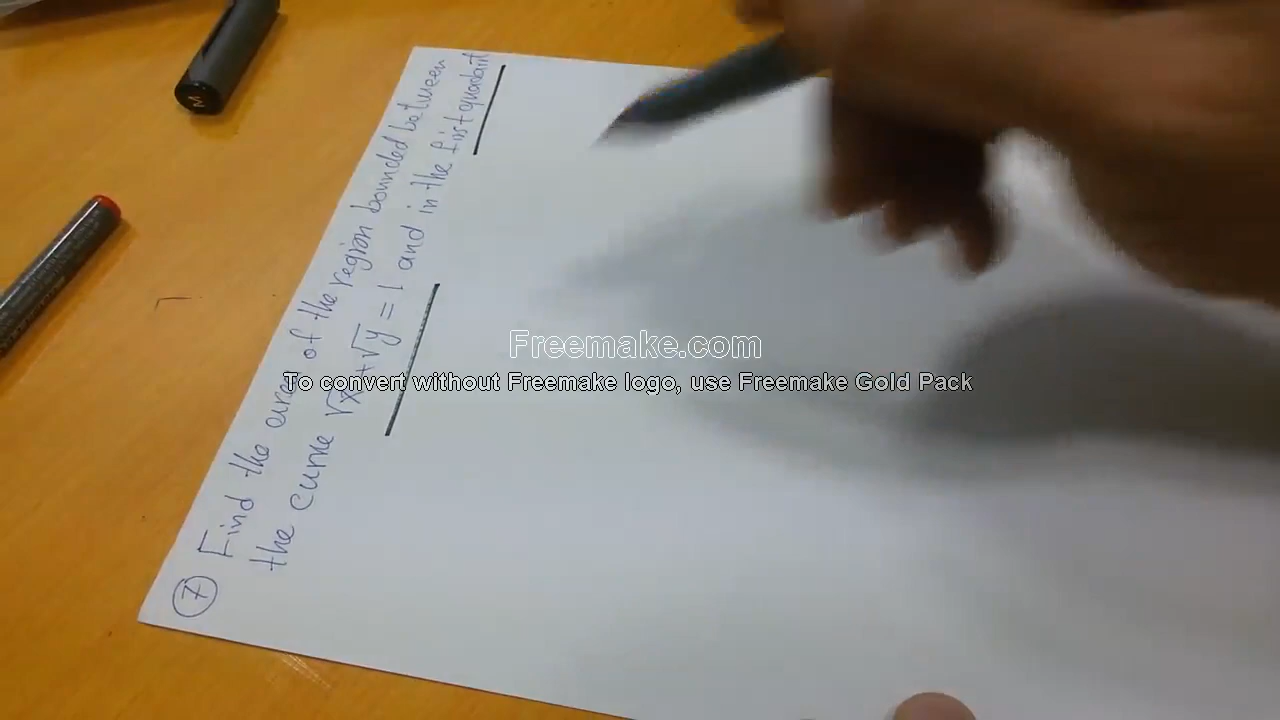 ⑦ Find the area of the region bounded between
the curve √x + √y = 1 and in the first quadrant
Freemake.com
To convert without Freemake logo, use Freemake Gold Pack
M